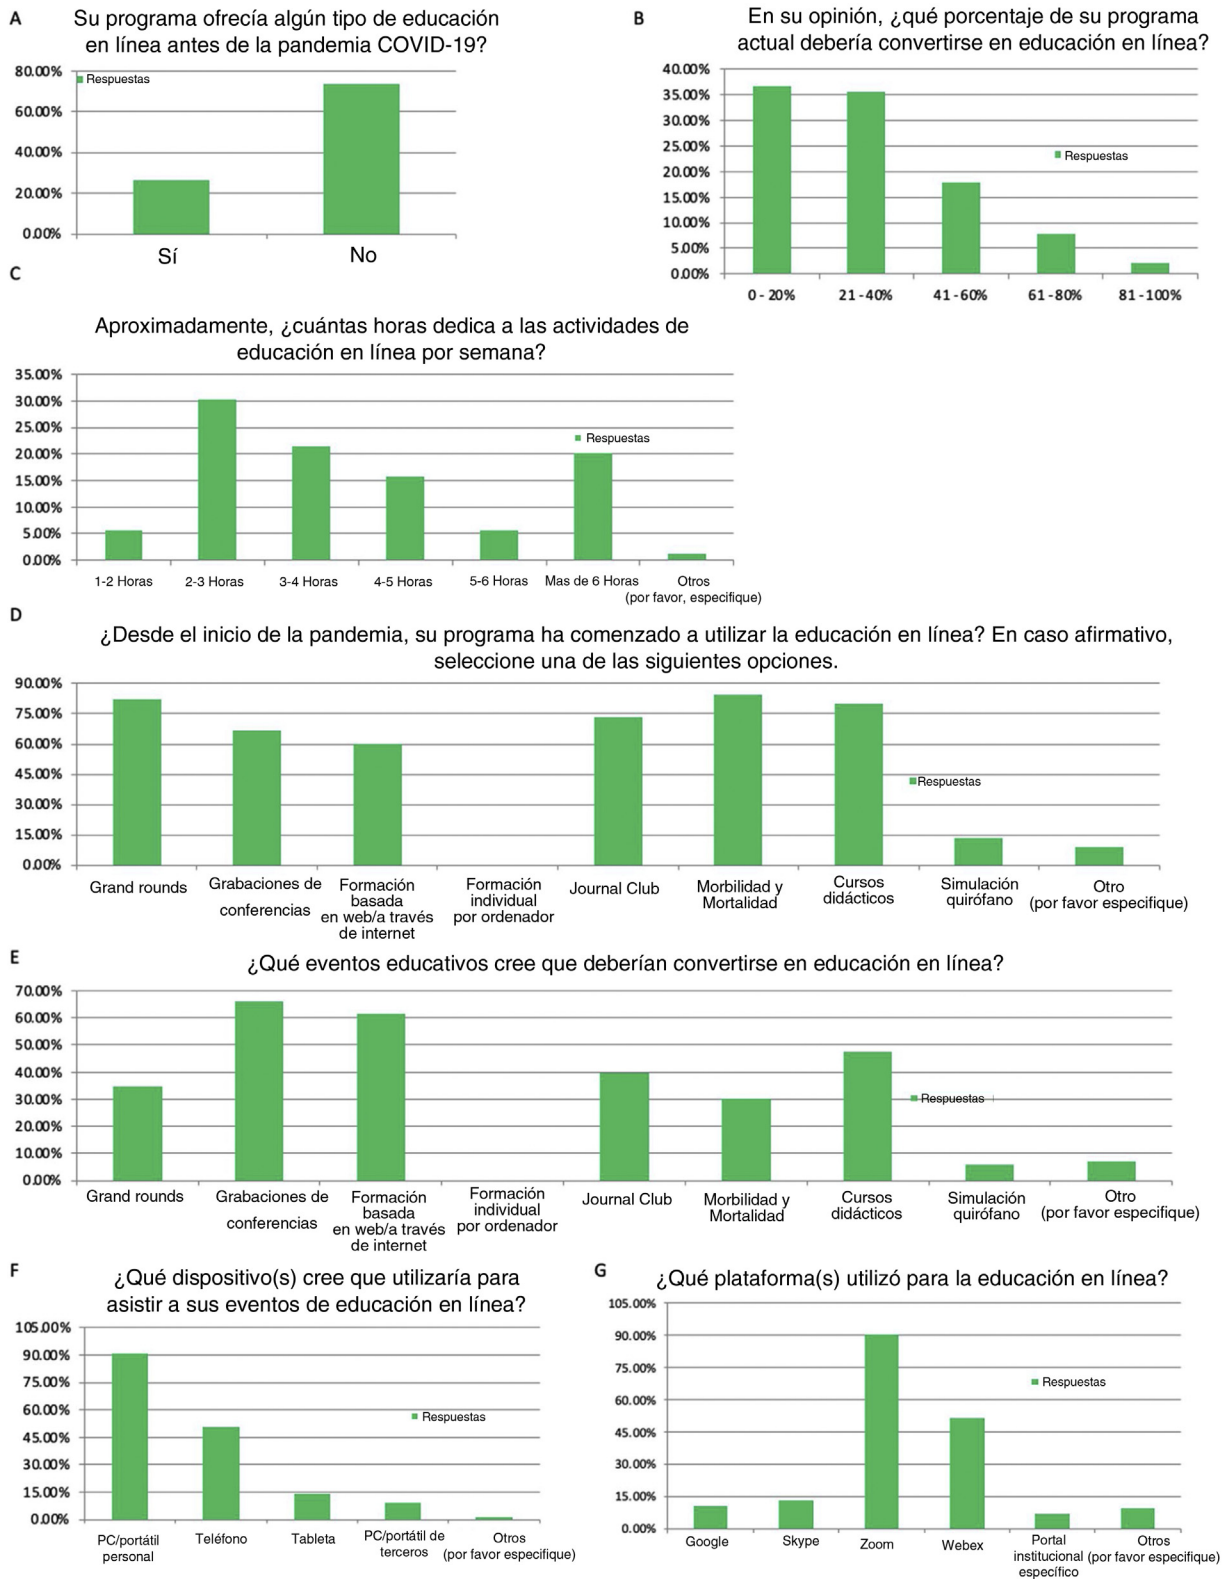 A
Su programa ofrecía algún tipo de educación
en línea antes de la pandemia COVID-19?
80.00%
60.00%
40.00%
20.00%
0.00%
Respuestas
Sí No
B
En su opinión, ¿qué porcentaje de su programa
actual debería convertirse en educación en línea?
40.00%
35.00%
30.00%
25.00%
20.00%
15.00%
10.00%
5.00%
0.00%
Respuestas
0 - 20% 21 - 40% 41 - 60% 61 - 80% 81 - 100%
C
Aproximadamente, ¿cuántas horas dedica a las actividades de
educación en línea por semana?
35.00%
30.00%
25.00%
20.00%
15.00%
10.00%
5.00%
0.00%
Respuestas
1-2 Horas 2-3 Horas 3-4 Horas 4-5 Horas 5-6 Horas Mas de 6 Horas Otros
(por favor, especifique)
D
¿Desde el inicio de la pandemia, su programa ha comenzado a utilizar la educación en línea? En caso afirmativo,
seleccione una de las siguientes opciones.
90.00%
75.00%
60.00%
45.00%
30.00%
15.00%
0.00%
Respuestas
Grand rounds
Grabaciones de
conferencias
Formación
basada
en web/a través
de internet
Formación
individual
por ordenador
Journal Club
Morbilidad y
Mortalidad
Cursos
didácticos
Simulación
quirófano
Otro
(por favor especifique)
E
¿Qué eventos educativos cree que deberían convertirse en educación en línea?
70.00%
60.00%
50.00%
40.00%
30.00%
20.00%
10.00%
0.00%
Respuestas
Grand rounds
Grabaciones de
conferencias
Formación
basada
en web/a través
de internet
Formación
individual
por ordenador
Journal Club
Morbilidad y
Mortalidad
Cursos
didácticos
Simulación
quirófano
Otro
(por favor especifique)
F
¿Qué dispositivo(s) cree que utilizaría para
asistir a sus eventos de educación en línea?
105.00%
90.00%
75.00%
60.00%
45.00%
30.00%
15.00%
0.00%
Respuestas
PC/portátil
personal
Teléfono
Tableta
PC/portátil de
terceros
Otros
(por favor especifique)
G
¿Qué plataforma(s) utilizó para la educación en línea?
105.00%
90.00%
75.00%
60.00%
45.00%
30.00%
15.00%
0.00%
Respuestas
Google
Skype
Zoom
Webex
Portal
institucional
específico
Otros
(por favor especifique)